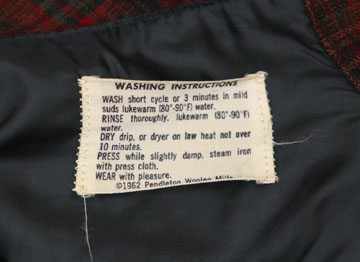 WASHING INSTRUCTIONS
WASH short cycle or 3 minutes in mild
suds lukewarm (80°-90°F) water.
RINSE thoroughly, lukewarm (80°-90°F)
water.
DRY drip, or dryer on low heat not over
10 minutes.
PRESS while slightly damp, steam iron
with press cloth.
WEAR with pleasure.
©1962 Pendleton Woolen Mills